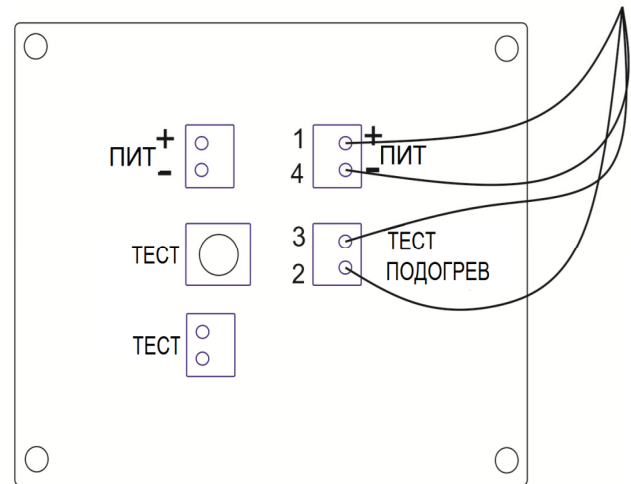 + 1 +
ПИТ ПИТ
- 4 -
3 ТЕСТ
ТЕСТ
2 ПОДОГРЕВ
ТЕСТ